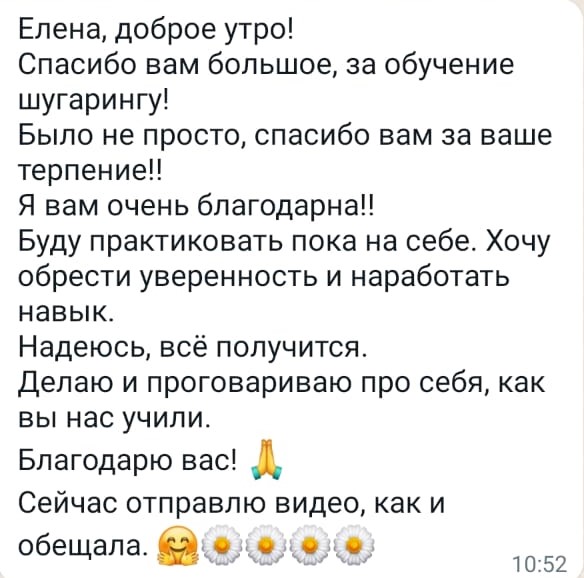 Елена, доброе утро!
Спасибо вам большое, за обучение
шугарингу!
Было не просто, спасибо вам за ваше
терпение!!
Я вам очень благодарна!!
Буду практиковать пока на себе. Хочу
обрести уверенность и наработать
навык.
Надеюсь, всё получится.
Делаю и проговариваю про себя, как
вы нас учили.
Благодарю вас! 🙏
Сейчас отправлю видео, как и
обещала. 🤗🌼🌼🌼🌼
10:52